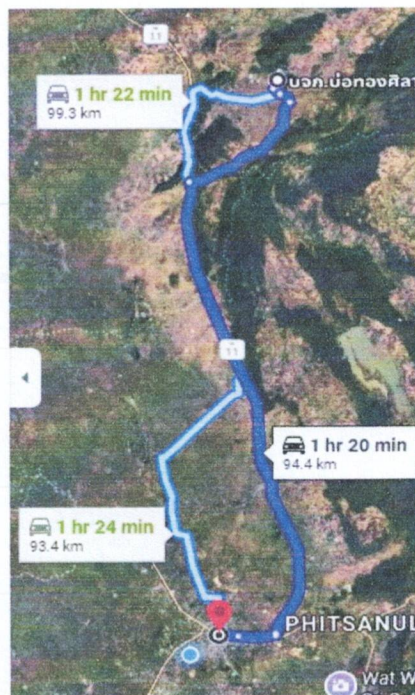 11
บจก.บ่อทองศิลา
1 hr 22 min
99.3 km
11
1 hr 20 min
94.4 km
1 hr 24 min
93.4 km
PHITSANUL
Wat W